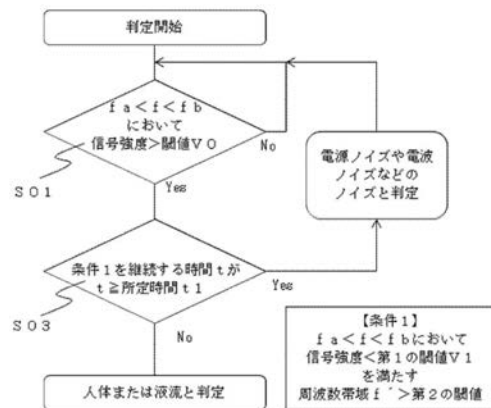 判定開始
fa<f<fb
において
信号強度>閾値V0
No
S01
Yes
電源ノイズや電波
ノイズなどの
ノイズと判定
条件1を継続する時間tが
t≧所定時間t1
Yes
S03
No
人体または液流と判定
【条件1】
fa<f<fbにおいて
信号強度<第1の閾値V1
を満たす
周波数帯域f´>第2の閾値